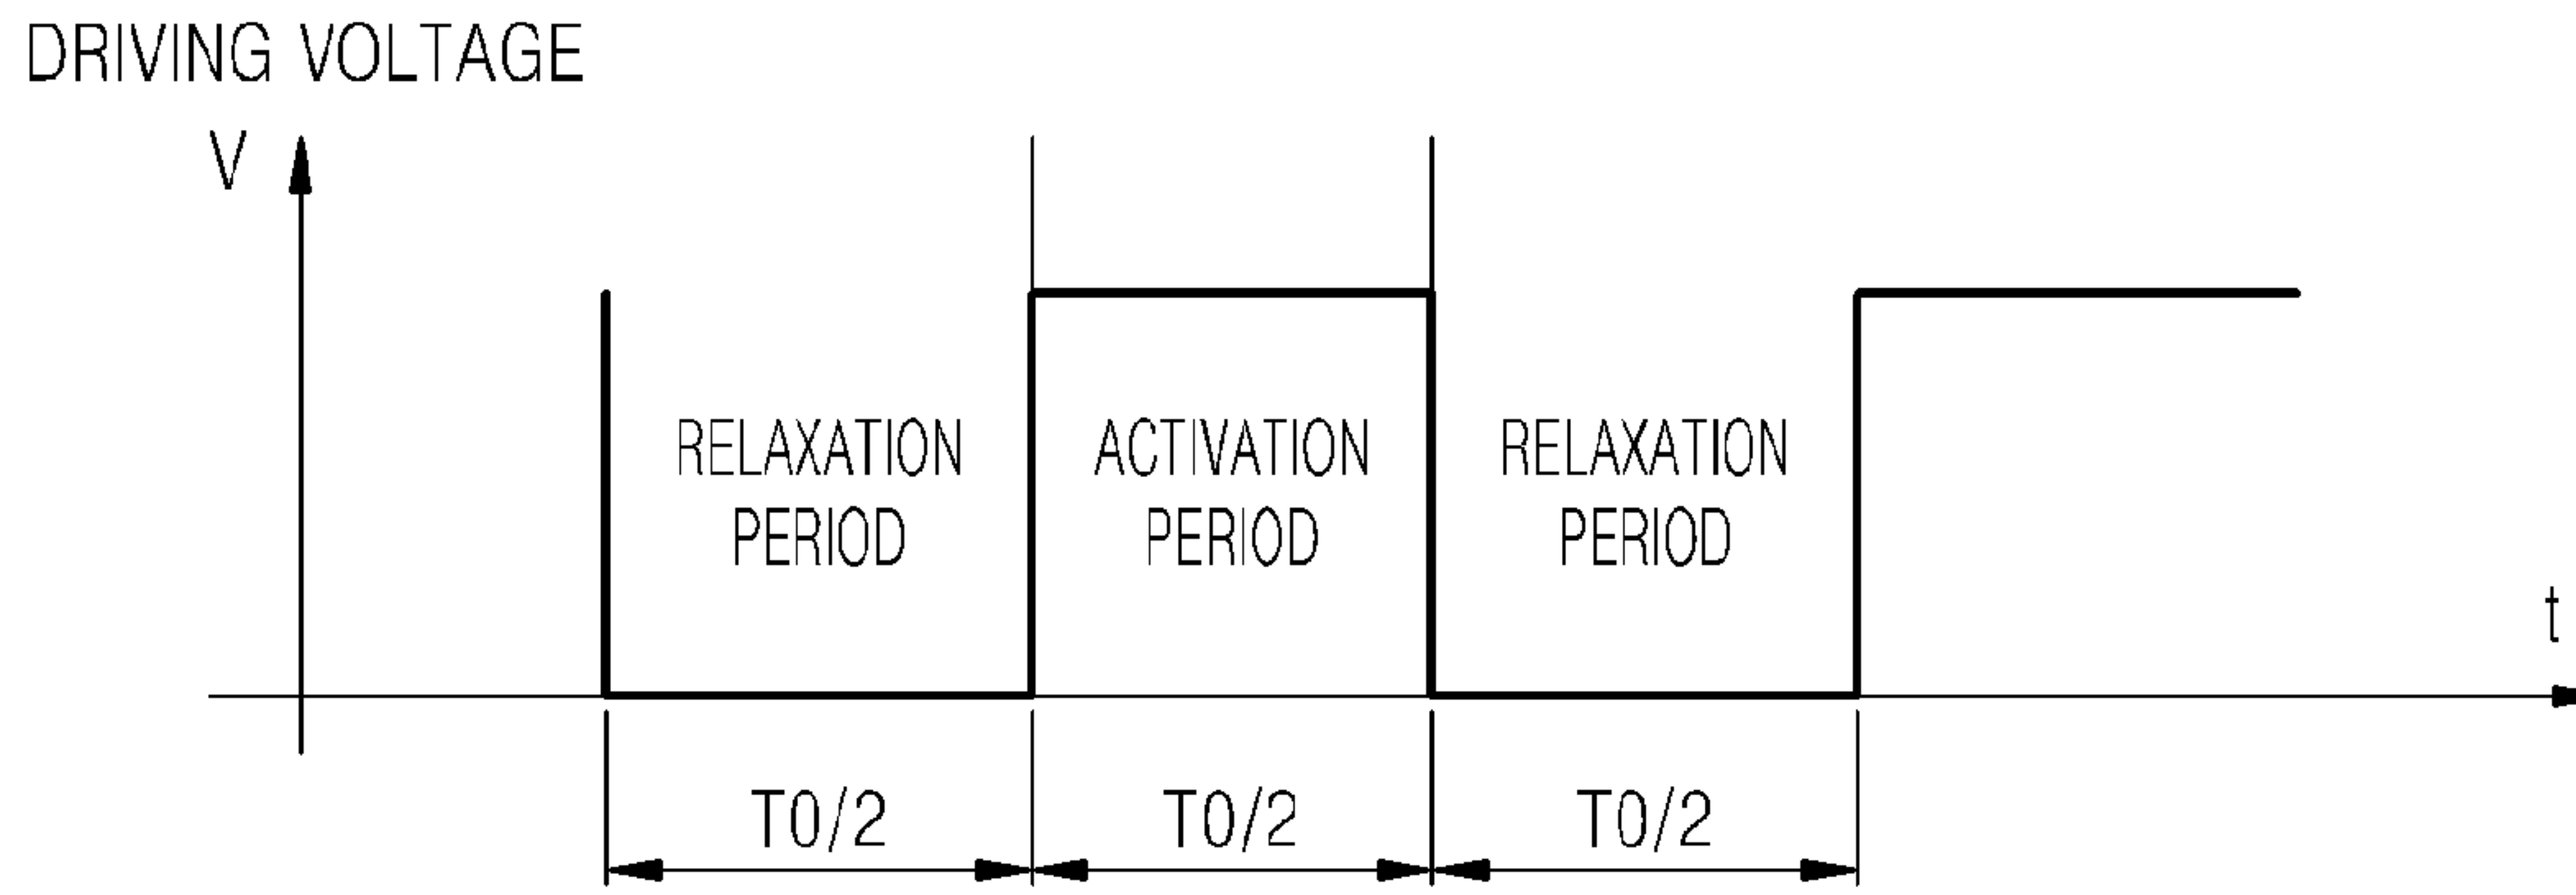 DRIVING VOLTAGE
V
RELAXATION
PERIOD
ACTIVATION
PERIOD
RELAXATION
PERIOD
t
T0/2
T0/2
T0/2